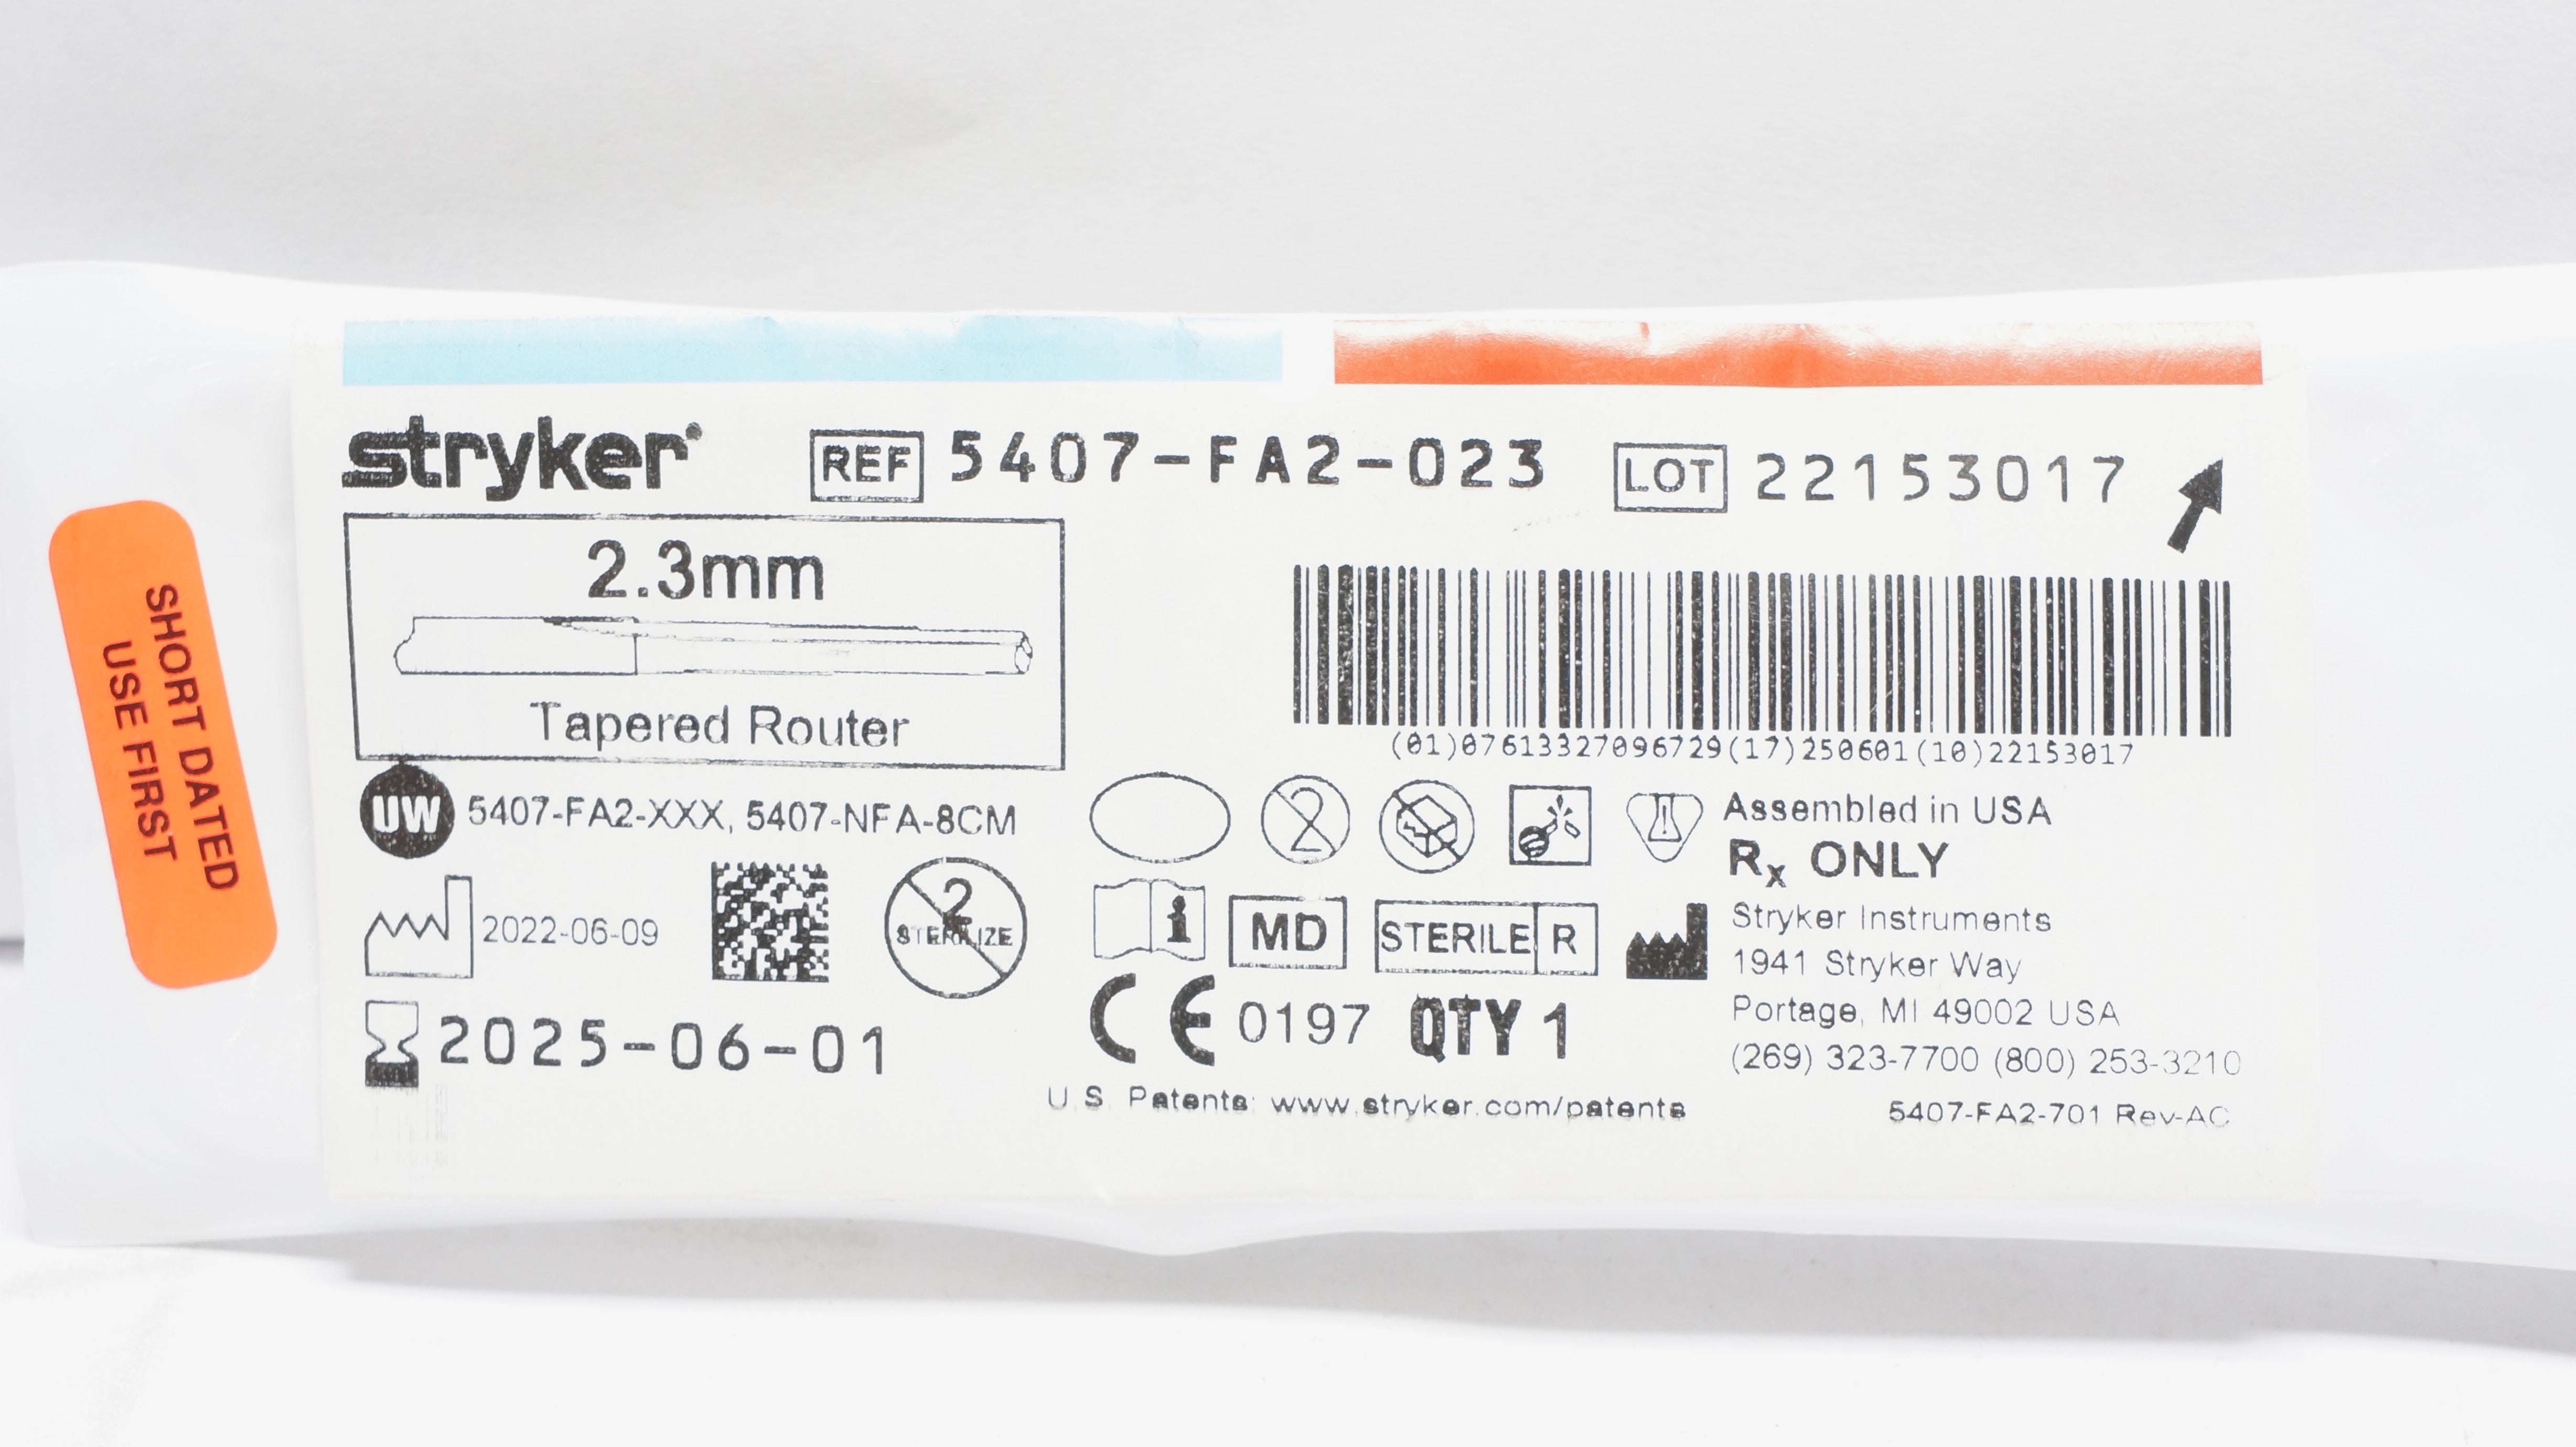 SHORT DATED
USE FIRST
stryker
REF 5407-FA2-023
LOT 22153017
2.3mm
Tapered Router
(01)07613327096729(17)250601(10)22153017
UW 5407-FA2-XXX, 5407-NFA-8CM
2022-06-09
2
STERILIZE
2025-06-01
2
Assembled in USA
Rx ONLY
i
MD
STERILE R
CE 0197 QTY 1
Stryker Instruments
1941 Stryker Way
Portage, MI 49002 USA
(269) 323-7700 (800) 253-3210
U.S. Patents: www.stryker.com/patents
5407-FA2-701 Rev-AC